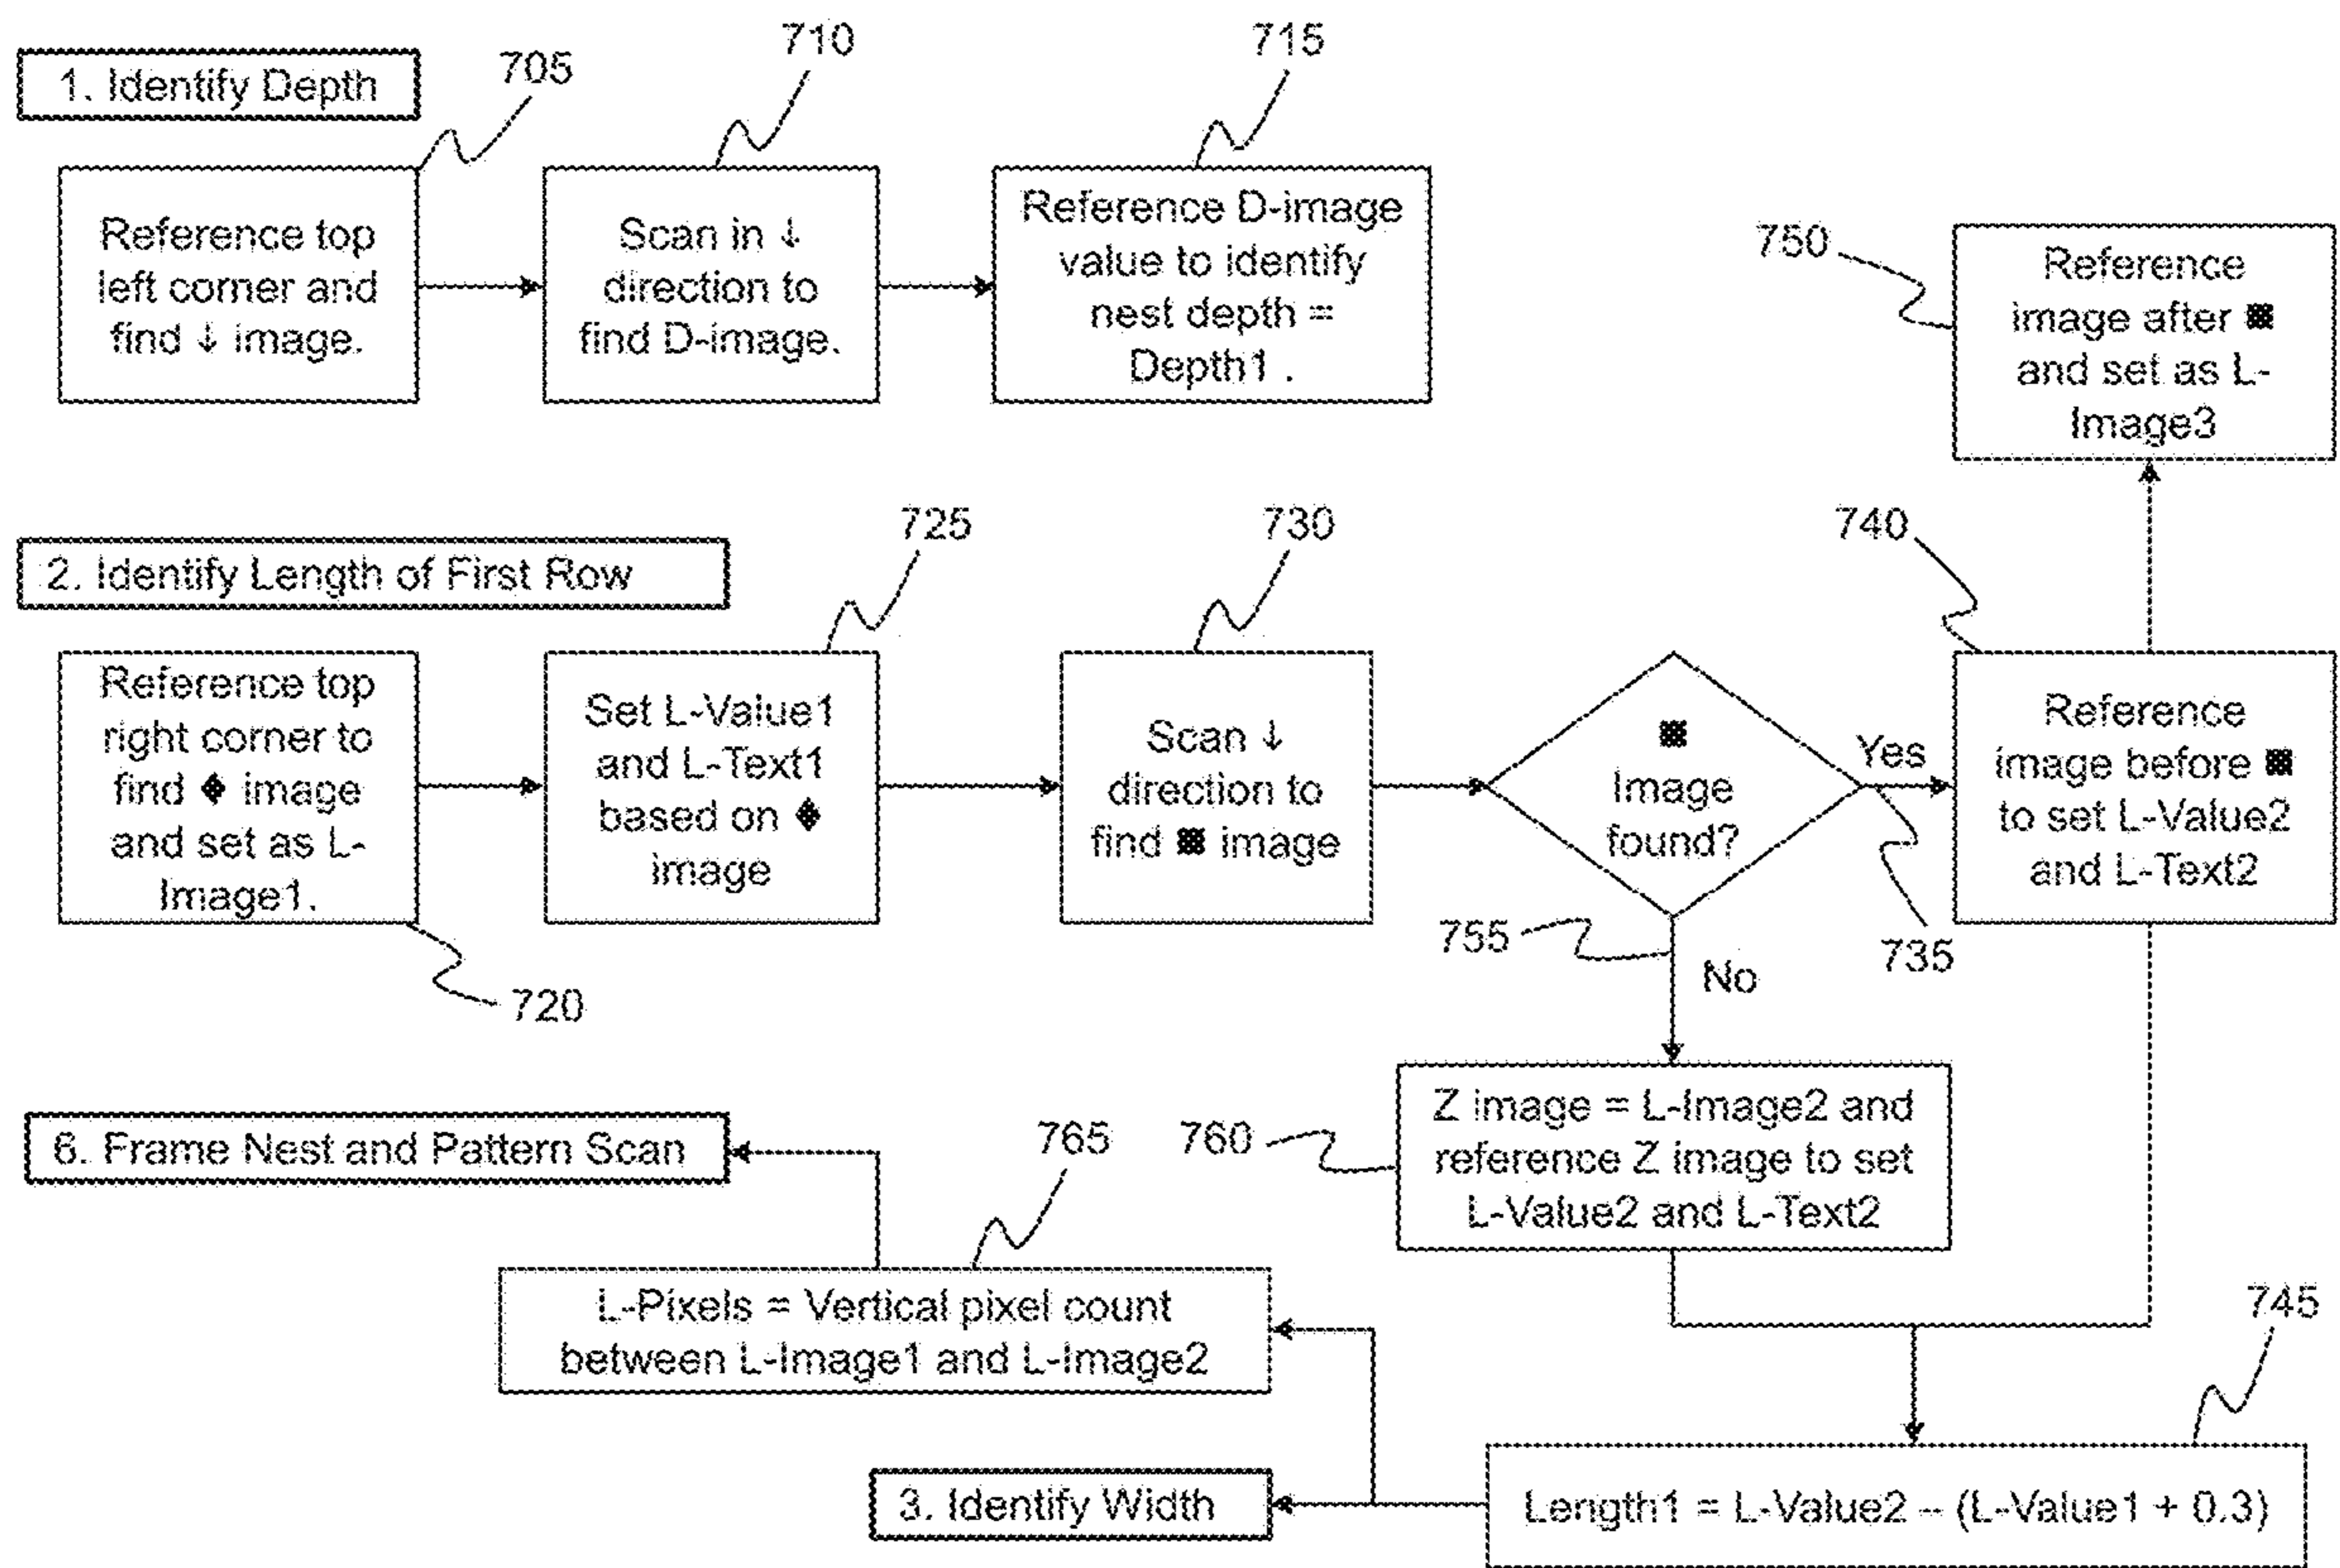 1. Identify Depth
705
710
715
Reference top
left corner and
find ↓ image.
Scan in ↓
direction to
find D-image.
Reference D-image
value to identify
nest depth =
Depth1 .
750
Reference
image after ■
and set as L-
Image3
2. Identify Length of First Row
725
730
740
Reference top
right corner to
find ♦ image
and set as L-
Image1.
720
Set L-Value1
and L-Text1
based on ♦
image
Scan ↓
direction to
find ■ image
■
Image
found?
Yes
735
755
No
Reference
image before ■
to set L-Value2
and L-Text2
760
Z image = L-Image2 and
reference Z image to set
L-Value2 and L-Text2
6. Frame Nest and Pattern Scan
765
L-Pixels = Vertical pixel count
between L-Image1 and L-Image2
745
3. Identify Width
Length1 = L-Value2 – (L-Value1 + 0.3)